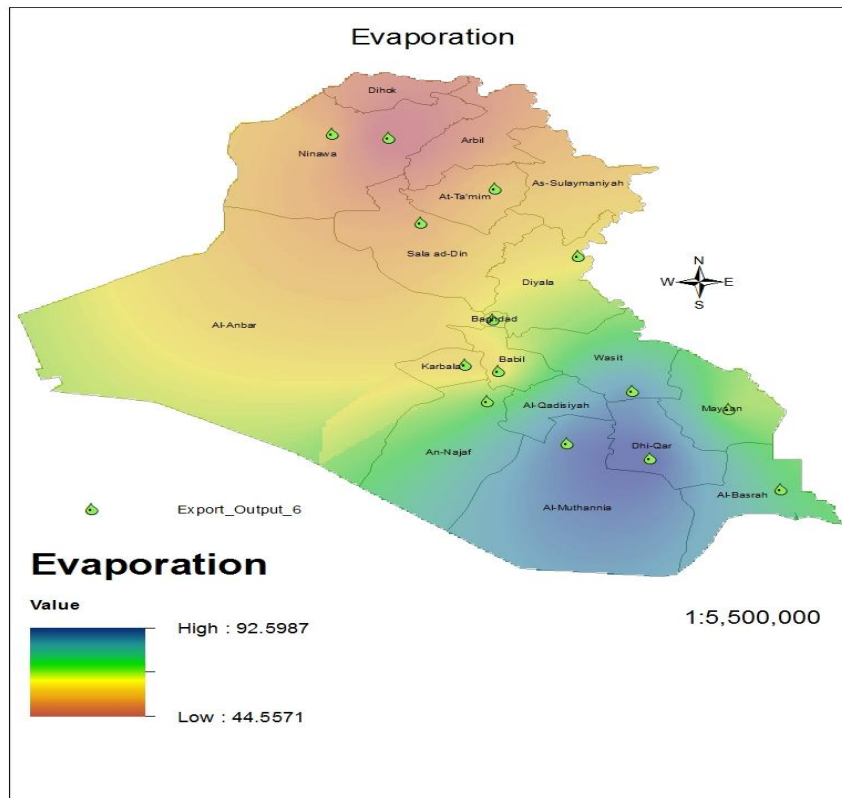 Evaporation
Dihok
Ninawa
Arbil
As-Sulaymaniyah
At-Ta'mim
Sala ad-Din
Diyala
N
W E
S
Al-Anbar
Baghdad
Karbala
Babil
Wasit
Al-Qadisiyah
Maysan
An-Najaf
Dhi-Qar
Al-Basrah
Al-Muthannia
Export_Output_6
Evaporation
Value
High : 92.5987
Low : 44.5571
1:5,500,000